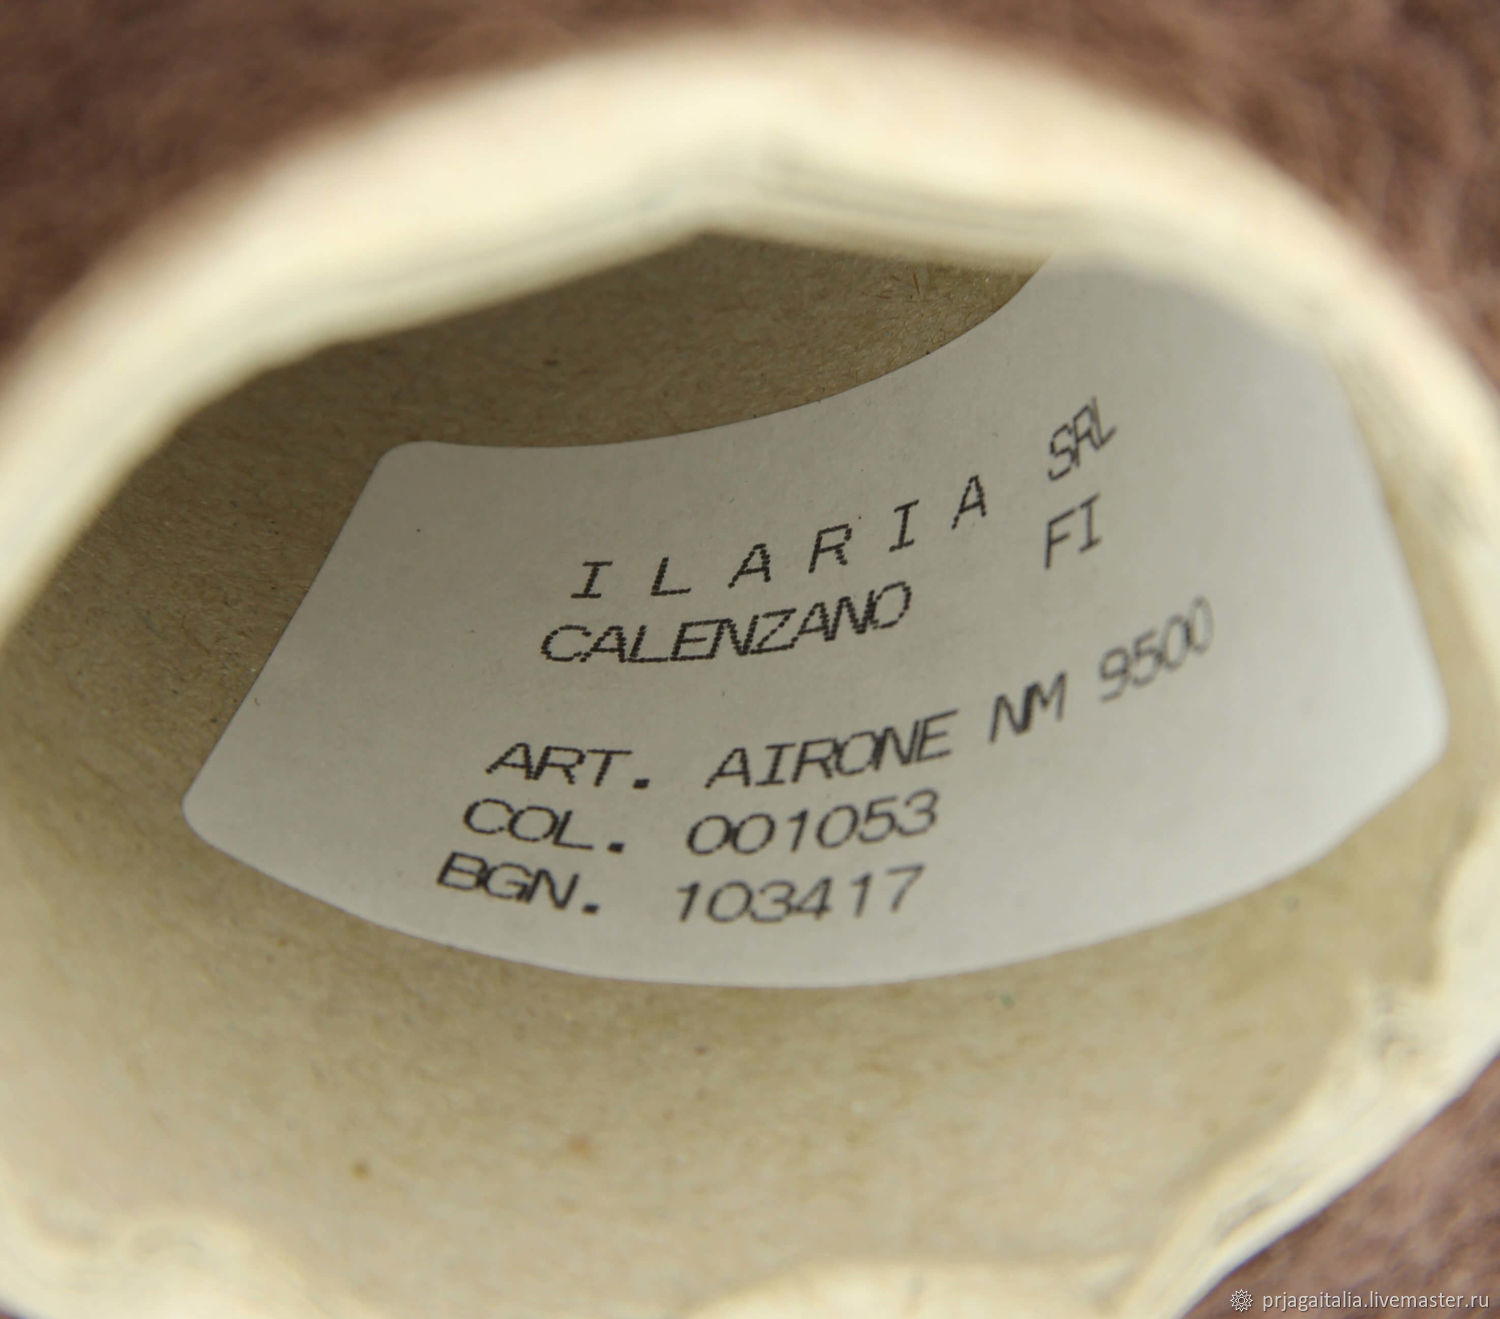 ILARIA SRL
CALENZANO FI
ART. AIRONE NM 9500
COL. 001053
BGN. 103417
prjagaitalia.livemaster.ru